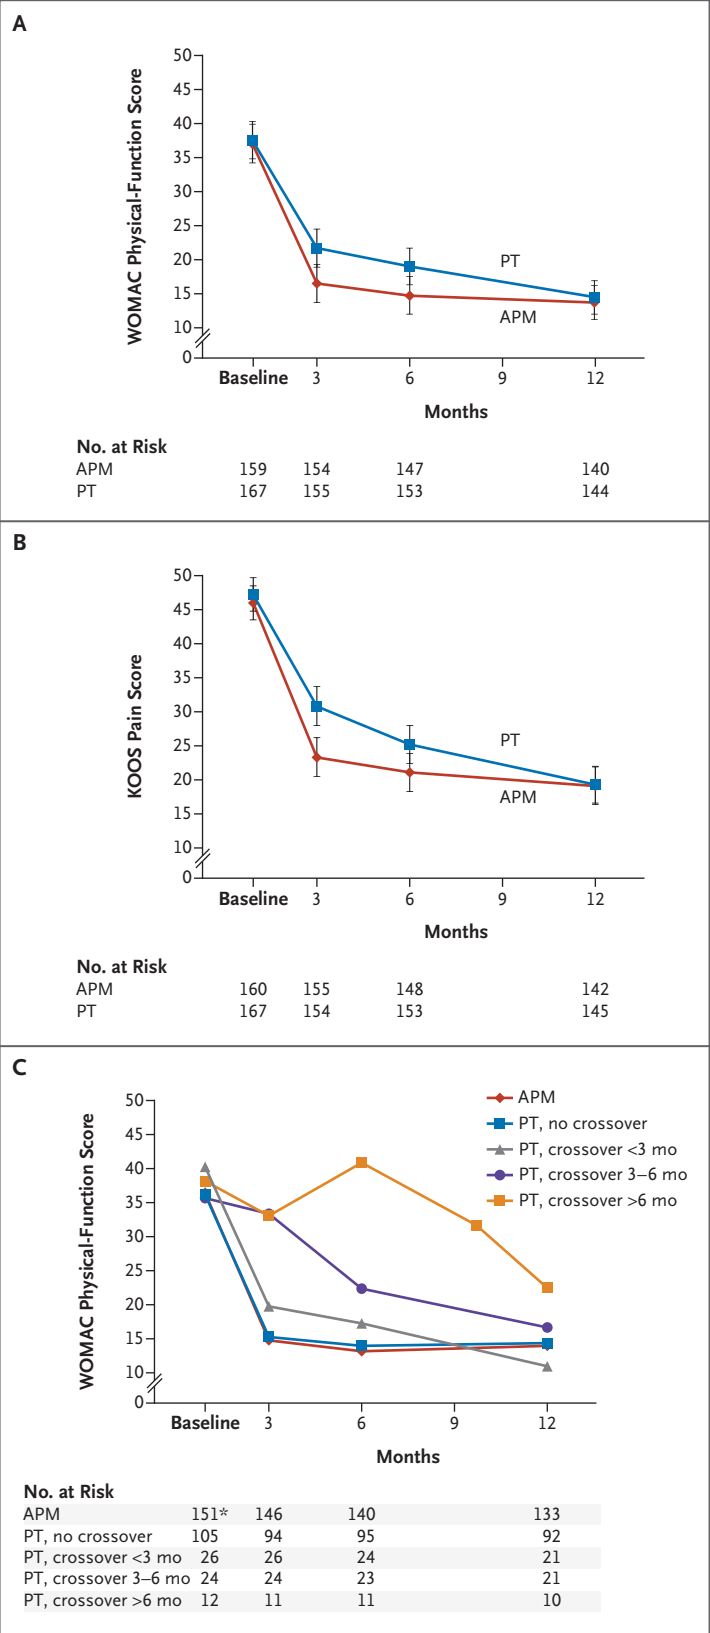 A
WOMAC Physical-Function Score
50
45
40
35
30
25
20
15
10
0
PT
APM
Baseline 3 6 9 12
Months
No. at Risk
APM 159 154 147 140
PT 167 155 153 144
B
KOOS Pain Score
50
45
40
35
30
25
20
15
10
0
PT
APM
Baseline 3 6 9 12
Months
No. at Risk
APM 160 155 148 142
PT 167 154 153 145
C
WOMAC Physical-Function Score
50
45
40
35
30
25
20
15
10
0
APM
PT, no crossover
PT, crossover <3 mo
PT, crossover 3–6 mo
PT, crossover >6 mo
Baseline 3 6 9 12
Months
No. at Risk
APM 151* 146 140 133
PT, no crossover 105 94 95 92
PT, crossover <3 mo 26 26 24 21
PT, crossover 3–6 mo 24 24 23 21
PT, crossover >6 mo 12 11 11 10